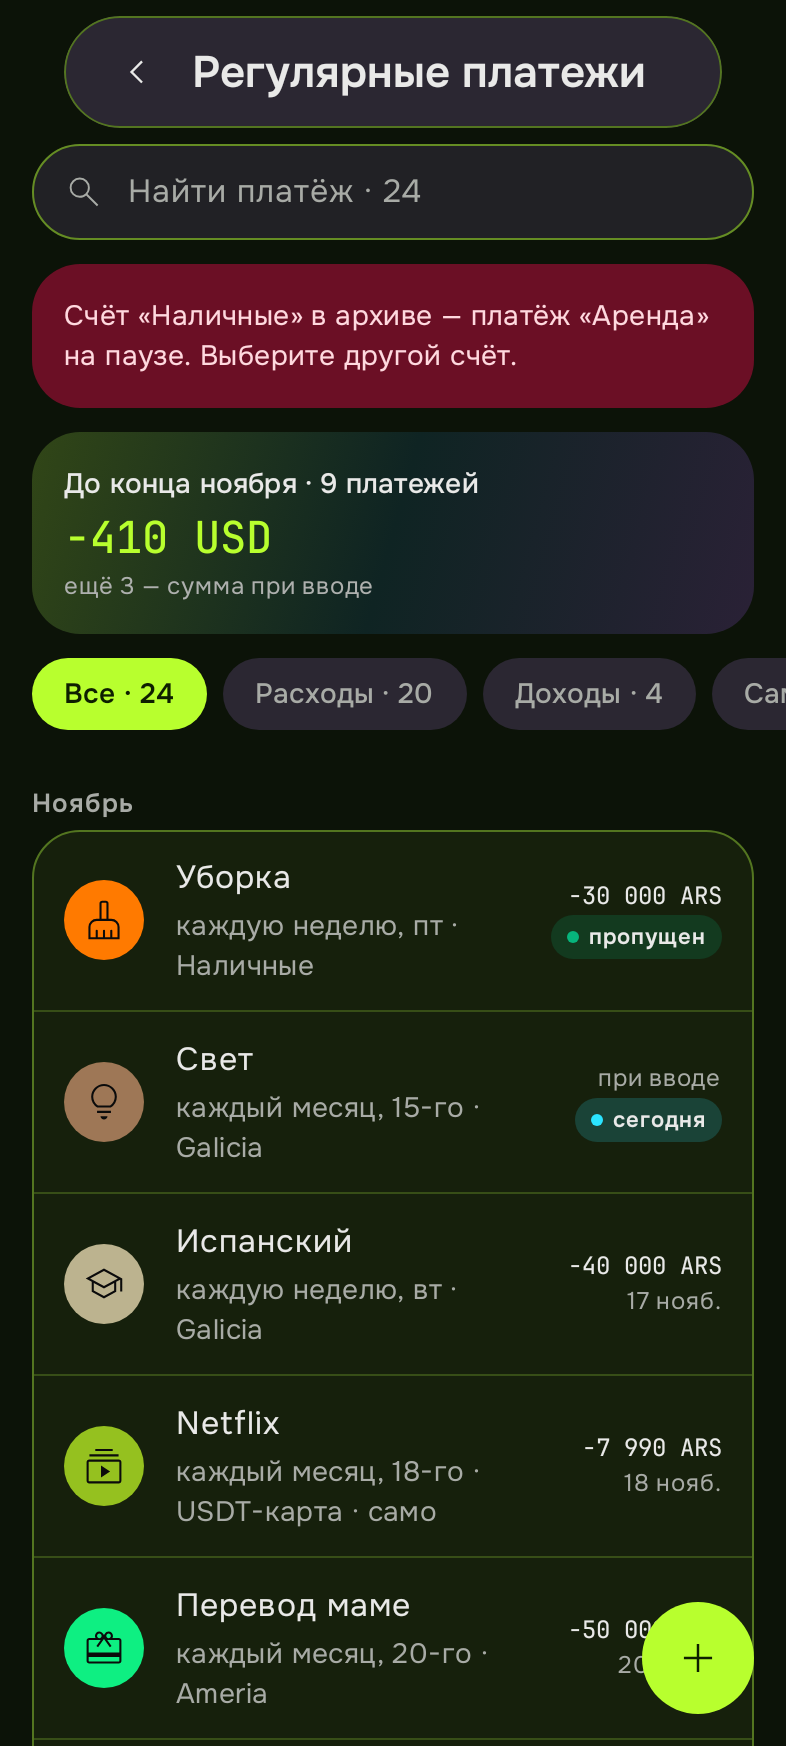 Регулярные платежи
Найти платёж · 24
Счёт «Наличные» в архиве — платёж «Аренда»
на паузе. Выберите другой счёт.
До конца ноября · 9 платежей
-410 USD
ещё 3 — сумма при вводе
Все · 24
Расходы · 20
Доходы · 4
Ноябрь
Уборка
каждую неделю, пт ·
Наличные
-30 000 ARS
пропущен
Свет
каждый месяц, 15-го ·
Galicia
при вводе
сегодня
Испанский
каждую неделю, вт ·
Galicia
-40 000 ARS
17 нояб.
Netflix
каждый месяц, 18-го ·
USDT-карта · само
-7 990 ARS
18 нояб.
Перевод маме
каждый месяц, 20-го ·
Ameria
-50 00
20